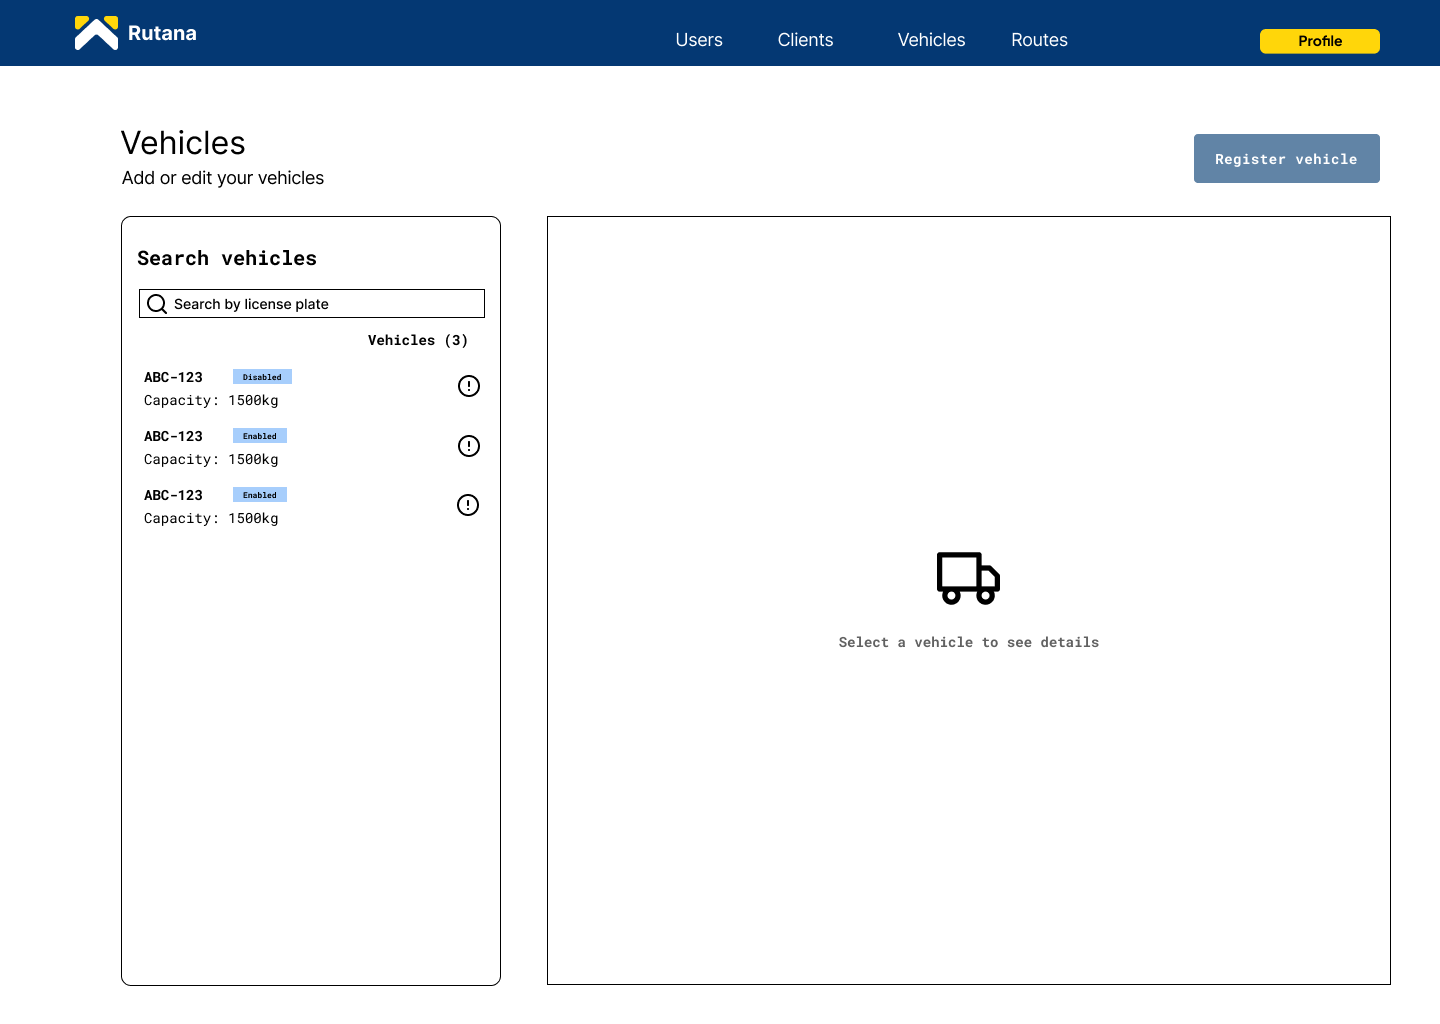 Rutana
Users Clients Vehicles Routes
Profile
Vehicles
Add or edit your vehicles
Register vehicle
Search vehicles
Search by license plate
Vehicles (3)
ABC-123 Disabled
Capacity: 1500kg
ABC-123 Enabled
Capacity: 1500kg
ABC-123 Enabled
Capacity: 1500kg
Select a vehicle to see details